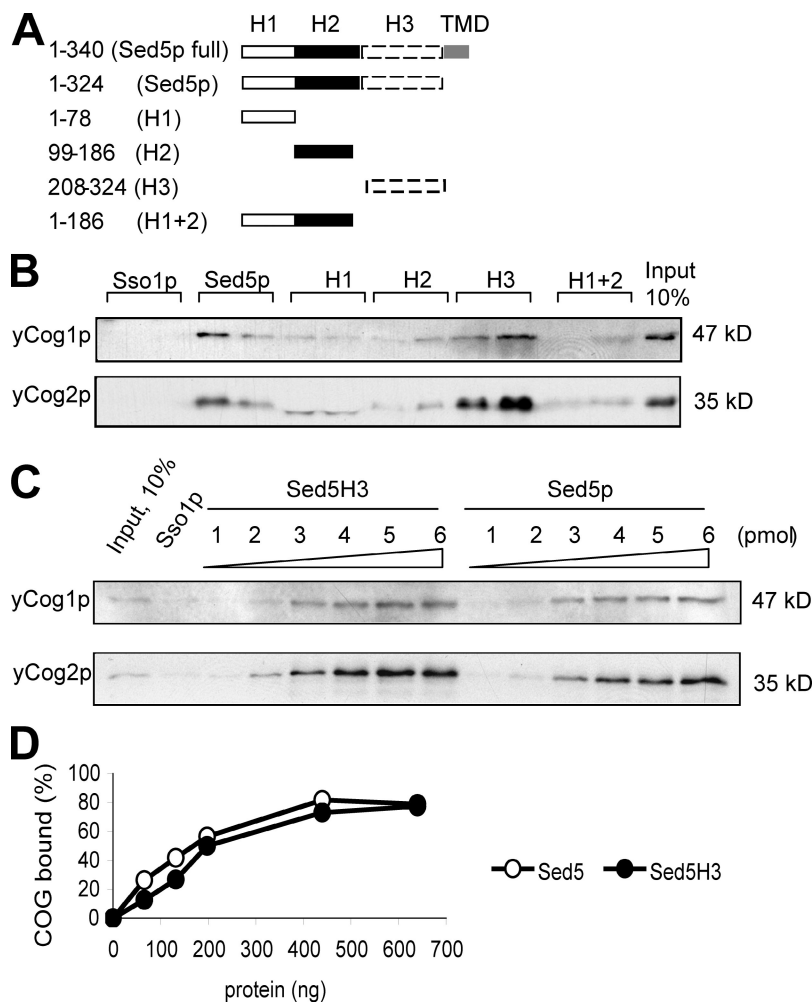 A
H1 H2 H3 TMD
1-340 (Sed5p full)
1-324 (Sed5p)
1-78 (H1)
99-186 (H2)
208-324 (H3)
1-186 (H1+2)
B
Sso1p Sed5p H1 H2 H3 H1+2 Input 10%
yCog1p 47 kD
yCog2p 35 kD
C
Input, 10% Sso1p Sed5H3 Sed5p
1 2 3 4 5 6 1 2 3 4 5 6 (pmol)
yCog1p 47 kD
yCog2p 35 kD
D
COG bound (%)
100
80
60
40
20
0
0 100 200 300 400 500 600 700
protein (ng)
Sed5 Sed5H3